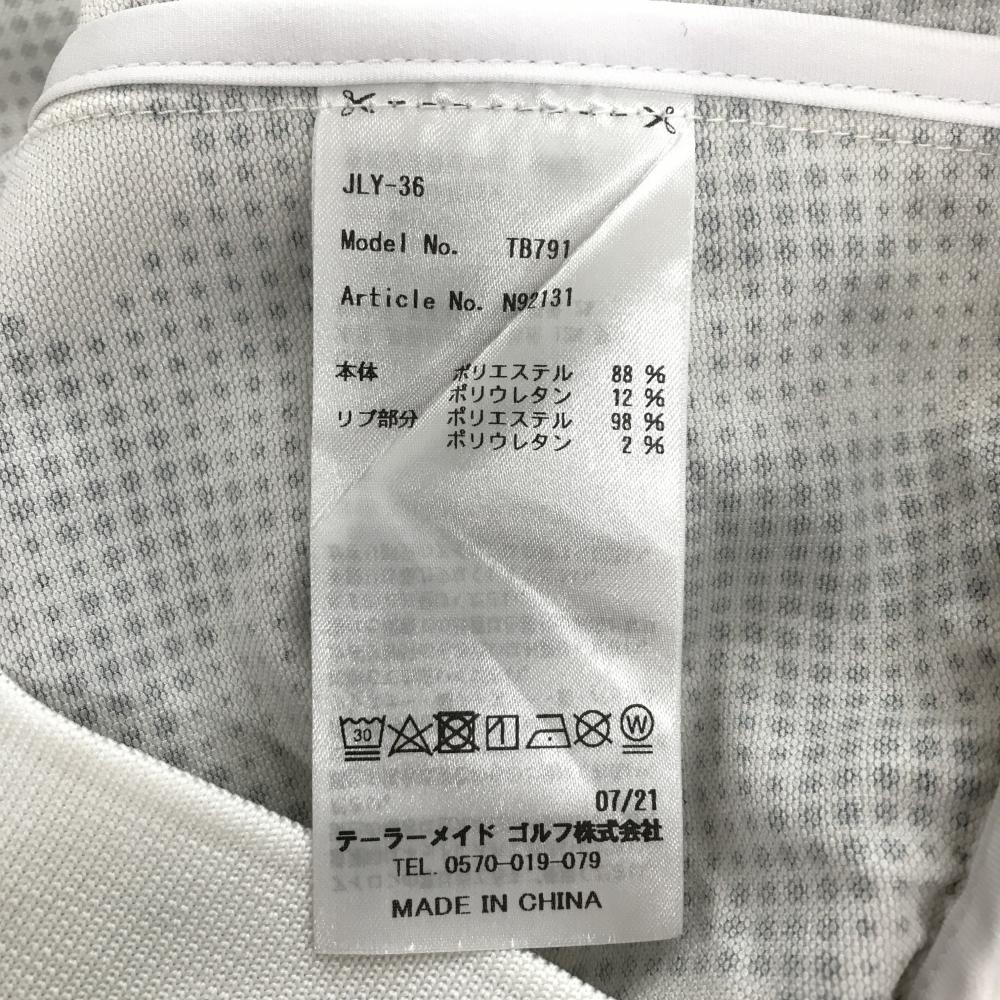 JLY-36
Model No. TB791
Article No. N92131
本体 ポリエステル 88 %
ポリウレタン 12 %
リブ部分 ポリエステル 98 %
ポリウレタン 2 %
30 W
07/21
テーラーメイド ゴルフ株式会社
TEL. 0570-019-079
MADE IN CHINA